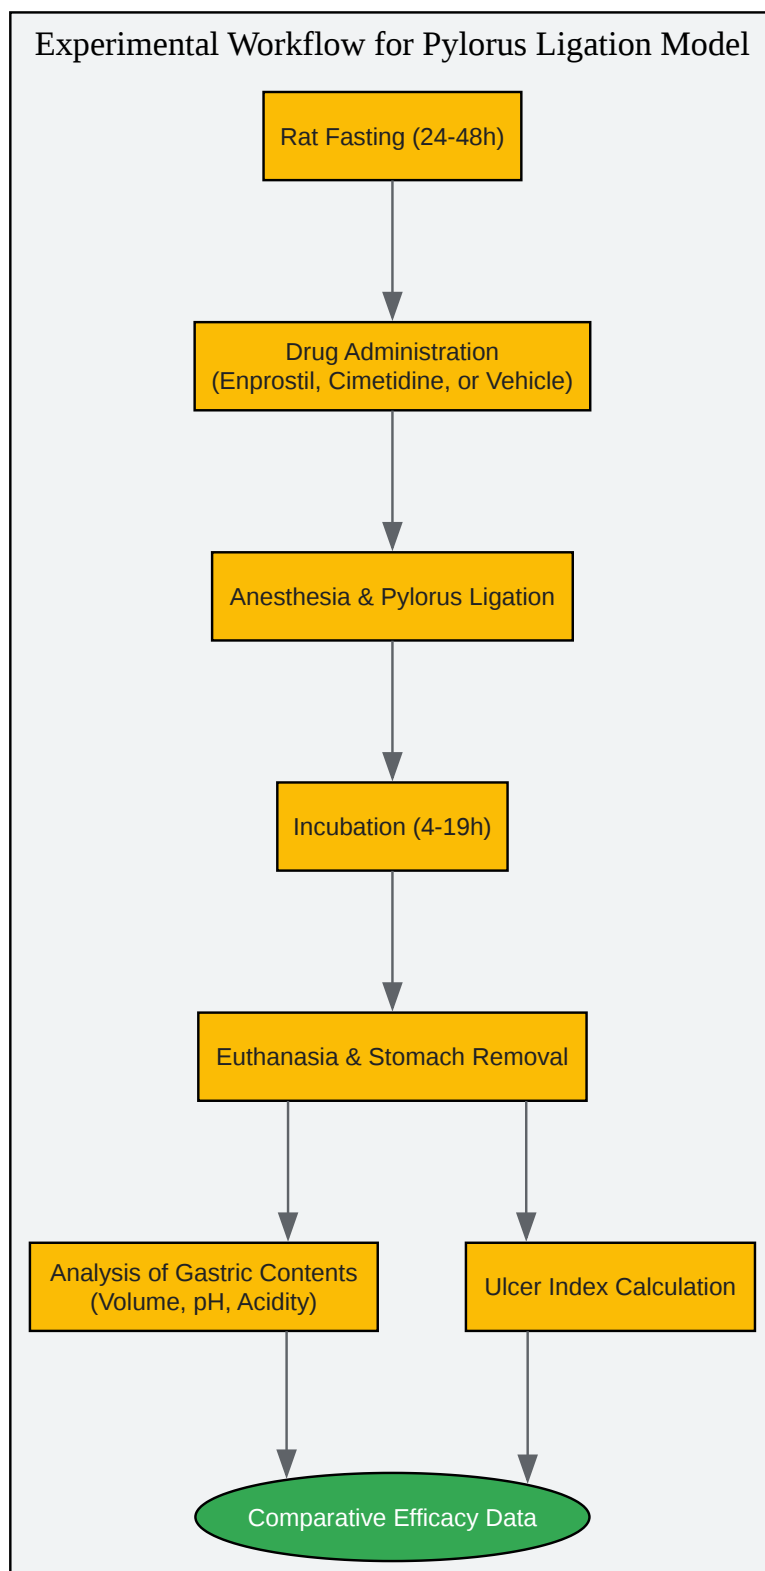 Experimental Workflow for Pylorus Ligation Model
Rat Fasting (24-48h)
Drug Administration
(Enprostil, Cimetidine, or Vehicle)
Anesthesia & Pylorus Ligation
Incubation (4-19h)
Euthanasia & Stomach Removal
Analysis of Gastric Contents
(Volume, pH, Acidity)
Ulcer Index Calculation
Comparative Efficacy Data